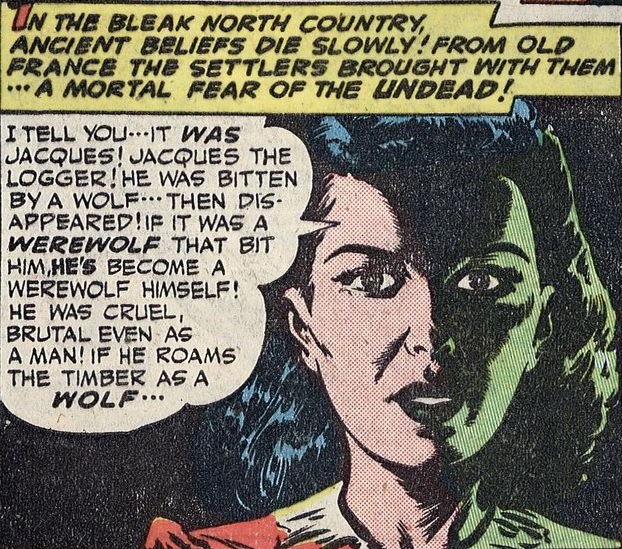 IN THE BLEAK NORTH COUNTRY,
ANCIENT BELIEFS DIE SLOWLY! FROM OLD
FRANCE THE SETTLERS BROUGHT WITH THEM
...A MORTAL FEAR OF THE UNDEAD!
I TELL YOU...IT WAS
JACQUES! JACQUES THE
LOGGER! HE WAS BITTEN
BY A WOLF...THEN DIS-
APPEARED! IF IT WAS A
WEREWOLF THAT BIT
HIM, HE'S BECOME A
WEREWOLF HIMSELF!
HE WAS CRUEL,
BRUTAL EVEN AS
A MAN! IF HE ROAMS
THE TIMBER AS A
WOLF...